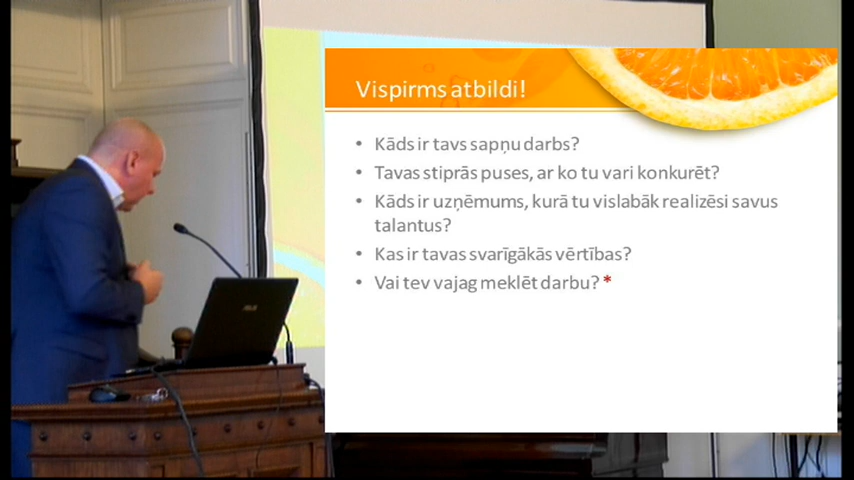 Vispirms atbildi!
• Kāds ir tavs sapņu darbs?
• Tavas stiprās puses, ar ko tu vari konkurēt?
• Kāds ir uzņēmums, kurā tu vislabāk realizēsi savus
talantus?
• Kas ir tavas svarīgākās vērtības?
• Vai tev vajag meklēt darbu? *
ASUS